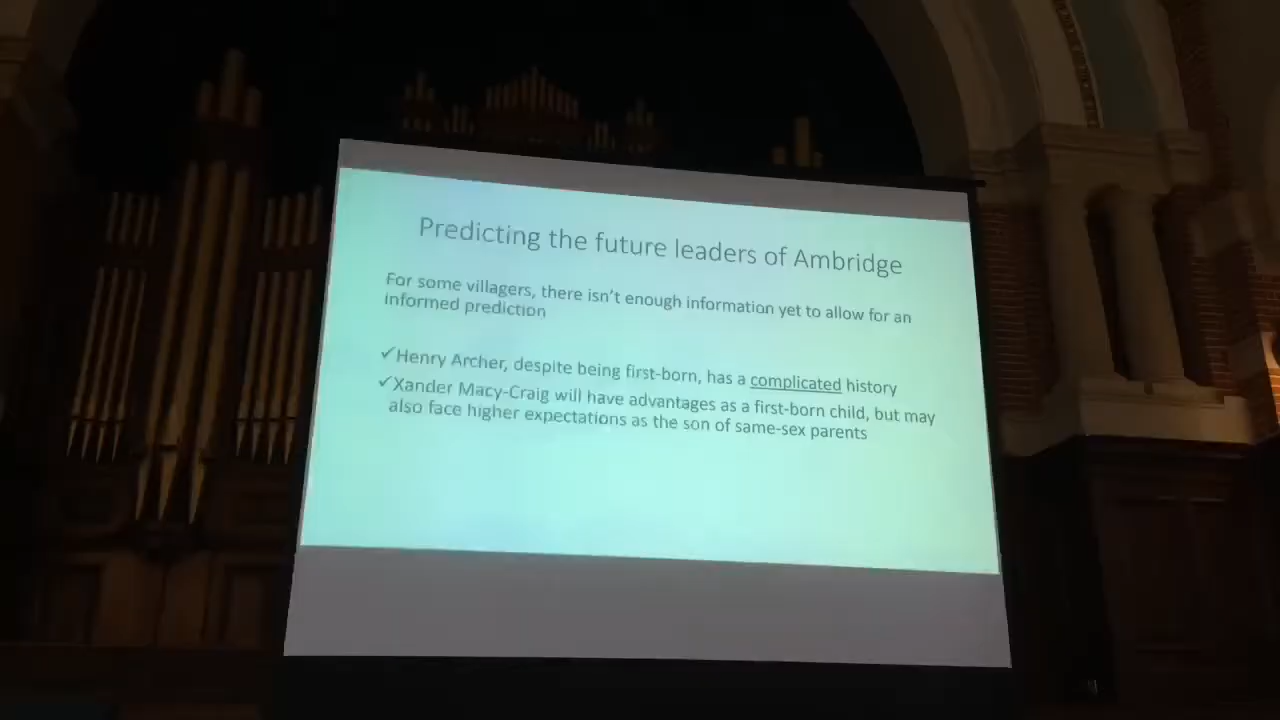 Predicting the future leaders of Ambridge
For some villagers, there isn't enough information yet to allow for an
informed prediction
✓Henry Archer, despite being first-born, has a complicated history
✓Xander Macy-Craig will have advantages as a first-born child, but may
also face higher expectations as the son of same-sex parents